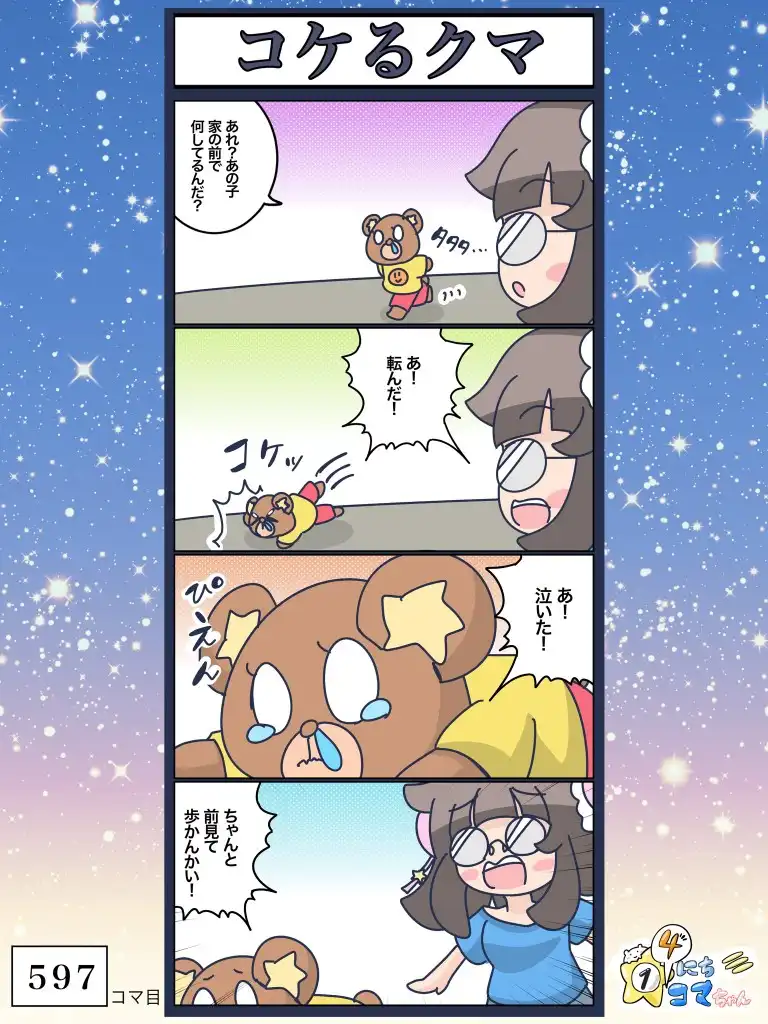 コケるクマ
あれ？あの子
家の前で
何してるんだ？
タタタ…
あ！
転んだ！
コケッ
あ！
泣いた！
ぴえーん
ちゃんと
前見て
歩かんかい！
597
コマ目
1
4
にち
コマちゃん